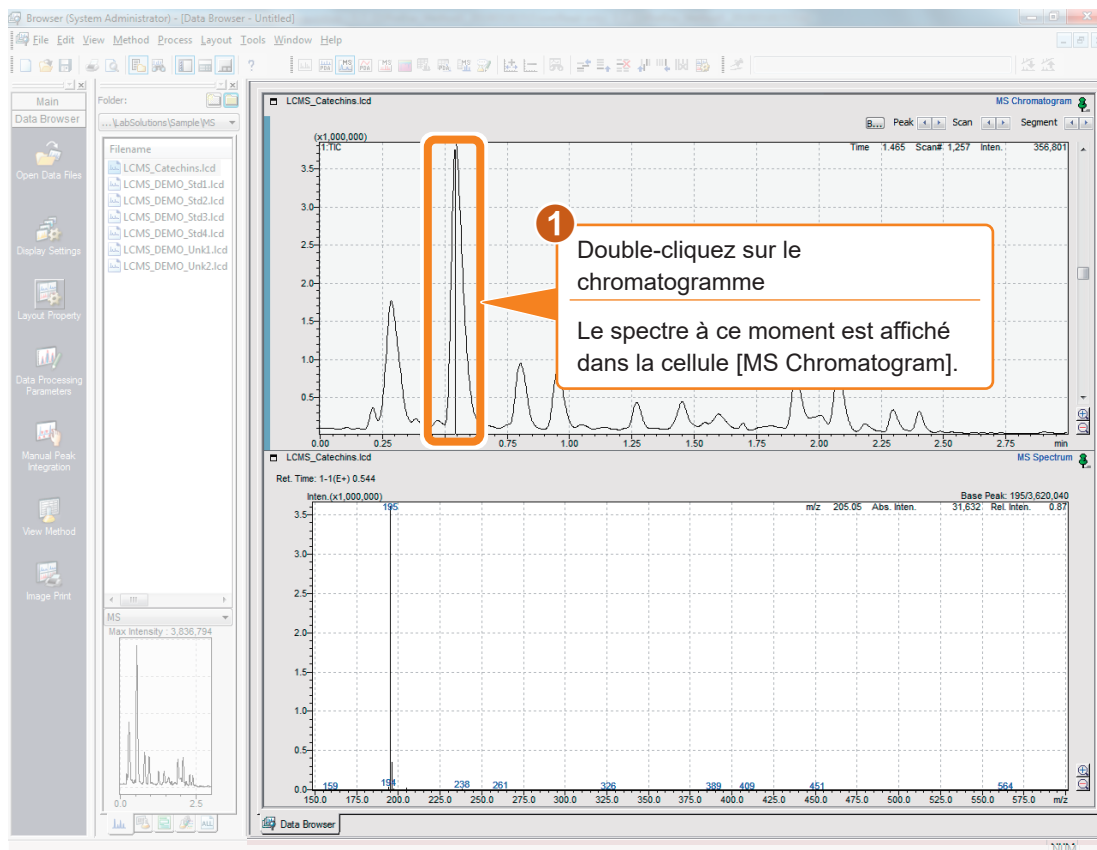 Browser (System Administrator) - [Data Browser - Untitled]
File Edit View Method Process Layout Tools Window Help
Main
Data Browser
Open Data Files
Display Settings
Layout Property
Data Processing
Parameters
Manual Peak
Integration
View Method
Image Print
Folder:
...\LabSolutions\Sample\MS
Filename
LCMS_Catechins.lcd
LCMS_DEMO_Std1.lcd
LCMS_DEMO_Std2.lcd
LCMS_DEMO_Std3.lcd
LCMS_DEMO_Std4.lcd
LCMS_DEMO_Unk1.lcd
LCMS_DEMO_Unk2.lcd
MS
Max Intensity : 3,836,794
0.0 2.5
ALL
LCMS_Catechins.lcd MS Chromatogram
B... Peak Scan Segment
(x1,000,000)
1:TIC Time 1.465 Scan# 1,257 Inten. 356,801
3.5
3.0
2.5
2.0
1.5
1.0
0.5
0.00 0.25 0.75 1.00 1.25 1.50 1.75 2.00 2.25 2.50 2.75 min
1
Double-cliquez sur le
chromatogramme
Le spectre à ce moment est affiché
dans la cellule [MS Chromatogram].
LCMS_Catechins.lcd MS Spectrum
Ret. Time: 1-1(E+) 0.544
Inten.(x1,000,000) Base Peak: 195/3,620,040
m/z 205.05 Abs. Inten. 31,632 Rel. Inten. 0.87
195
3.5
3.0
2.5
2.0
1.5
1.0
0.5
0.0
159 194 238 261 326 389 409 451 564
150.0 175.0 200.0 225.0 250.0 275.0 300.0 325.0 350.0 375.0 400.0 425.0 450.0 475.0 500.0 525.0 550.0 575.0 m/z
Data Browser
NUM